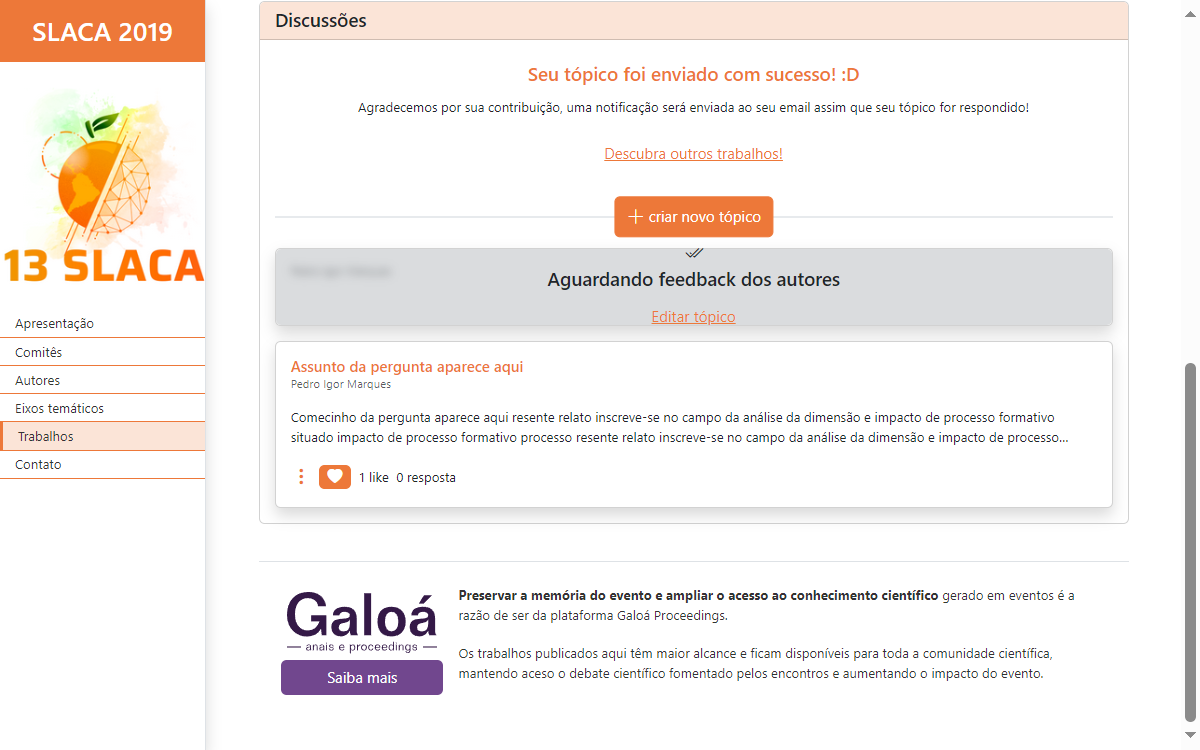 SLACA 2019
13 SLACA
Apresentação
Comitês
Autores
Eixos temáticos
Trabalhos
Contato
Discussões
Seu tópico foi enviado com sucesso! :D
Agradecemos por sua contribuição, uma notificação será enviada ao seu email assim que seu tópico for respondido!
Descubra outros trabalhos!
criar novo tópico
Aguardando feedback dos autores
Editar tópico
Assunto da pergunta aparece aqui
Pedro Igor Marques
Comecinho da pergunta aparece aqui resente relato inscreve-se no campo da análise da dimensão e impacto de processo formativo
situado impacto de processo formativo processo resente relato inscreve-se no campo da análise da dimensão e impacto de processo...
1 like 0 resposta
Galoá
anais e proceedings
Saiba mais
Preservar a memória do evento e ampliar o acesso ao conhecimento científico gerado em eventos é a
razão de ser da plataforma Galoá Proceedings.
Os trabalhos publicados aqui têm maior alcance e ficam disponíveis para toda a comunidade científica,
mantendo aceso o debate científico fomentado pelos encontros e aumentando o impacto do evento.